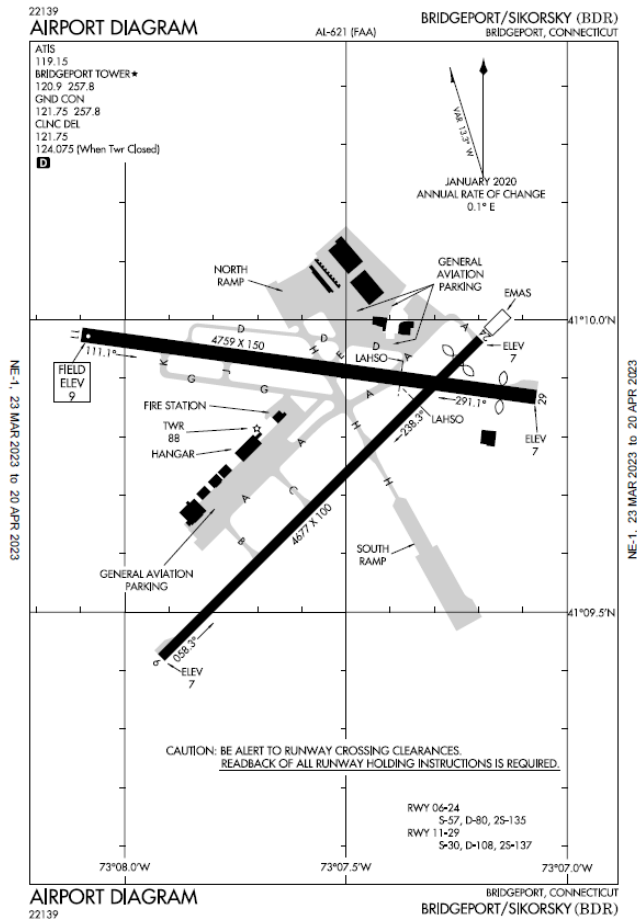 22139
AIRPORT DIAGRAM
AL-621 (FAA)
BRIDGEPORT/SIKORSKY (BDR)
BRIDGEPORT, CONNECTICUT
ATIS
119.15
BRIDGEPORT TOWER★
120.9 257.8
GND CON
121.75 257.8
CLNC DEL
121.75
124.075 (When Twr Closed)
D
VAR 13.3° W
JANUARY 2020
ANNUAL RATE OF CHANGE
0.1° E
NORTH
RAMP
GENERAL
AVIATION
PARKING
EMAS
41°10.0'N
D
4759 X 150
D
H
E
D
A
24
ELEV
7
111.1°
K
J
G
G
LAHSO
A
FIELD
ELEV
9
A
H
291.1°
29
LAHSO
238.3°
ELEV
7
FIRE STATION
TWR
88
HANGAR
A
H
C
A
H
4677 X 100
B
GENERAL AVIATION
PARKING
SOUTH
RAMP
41°09.5'N
058.3°
6
ELEV
7
CAUTION: BE ALERT TO RUNWAY CROSSING CLEARANCES.
READBACK OF ALL RUNWAY HOLDING INSTRUCTIONS IS REQUIRED.
RWY 06-24
S-57, D-80, 2S-135
RWY 11-29
S-30, D-108, 2S-137
73°08.0'W
73°07.5'W
73°07.0'W
NE-1, 23 MAR 2023 to 20 APR 2023
NE-1, 23 MAR 2023 to 20 APR 2023
AIRPORT DIAGRAM
22139
BRIDGEPORT, CONNECTICUT
BRIDGEPORT/SIKORSKY (BDR)